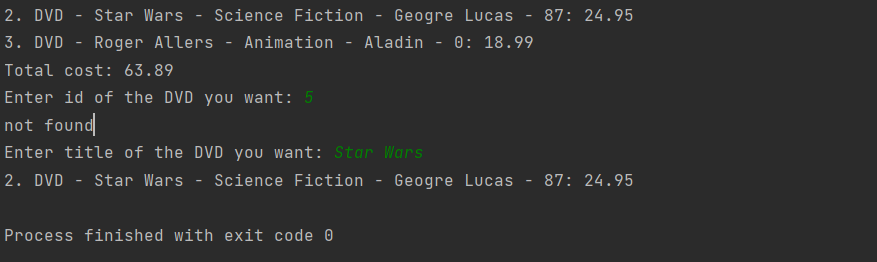 2. DVD - Star Wars - Science Fiction - Geogre Lucas - 87: 24.95
3. DVD - Roger Allers - Animation - Aladin - 0: 18.99
Total cost: 63.89
Enter id of the DVD you want: 5
not found
Enter title of the DVD you want: Star Wars
2. DVD - Star Wars - Science Fiction - Geogre Lucas - 87: 24.95
Process finished with exit code 0